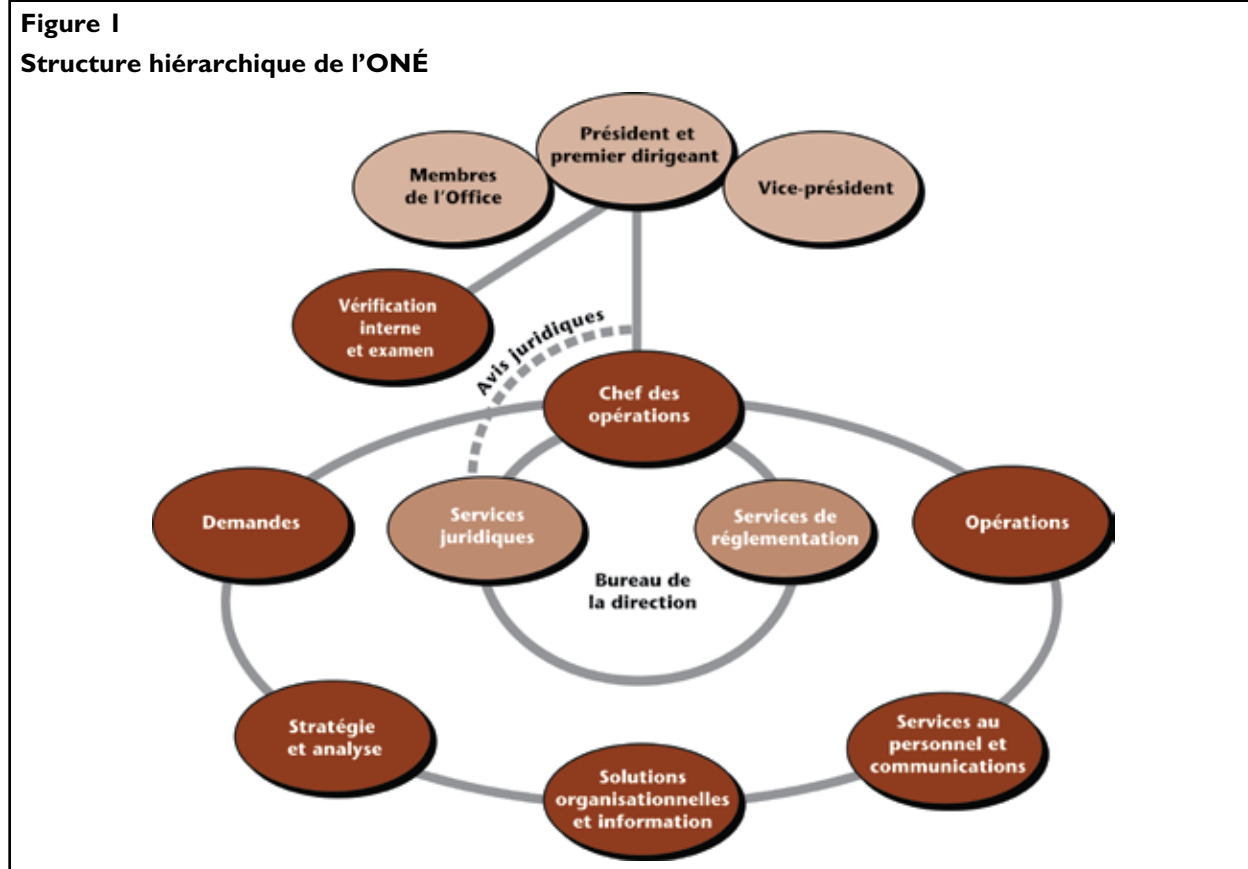 Figure 1
Structure hiérarchique de l'ONÉ
Président et
premier dirigeant
Membres
de l'Office
Vice-président
Vérification
interne
et examen
Avis juridiques
Chef des
opérations
Demandes
Services
juridiques
Services de
réglementation
Opérations
Bureau de
la direction
Stratégie
et analyse
Solutions
organisationnelles
et information
Services au
personnel et
communications